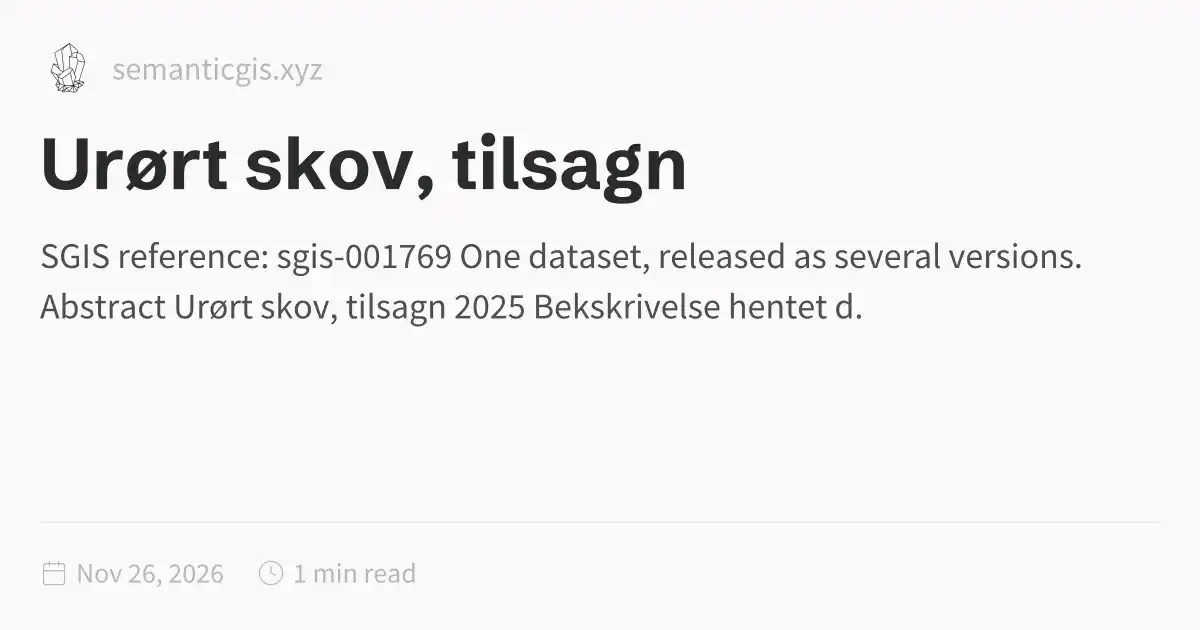 semanticgis.xyz
Urørt skov, tilsagn
SGIS reference: sgis-001769 One dataset, released as several versions.
Abstract Urørt skov, tilsagn 2025 Bekskrivelse hentet d.
Nov 26, 2026 1 min read